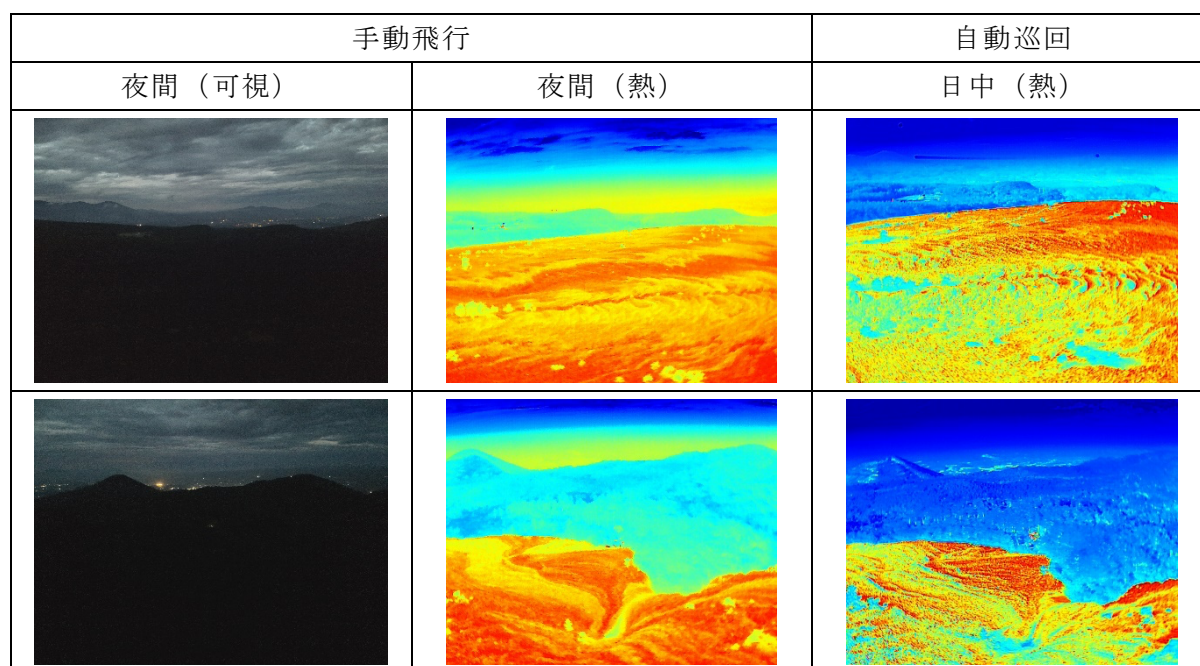 手動飛行
自動巡回
夜間（可視）
夜間（熱）
日中（熱）